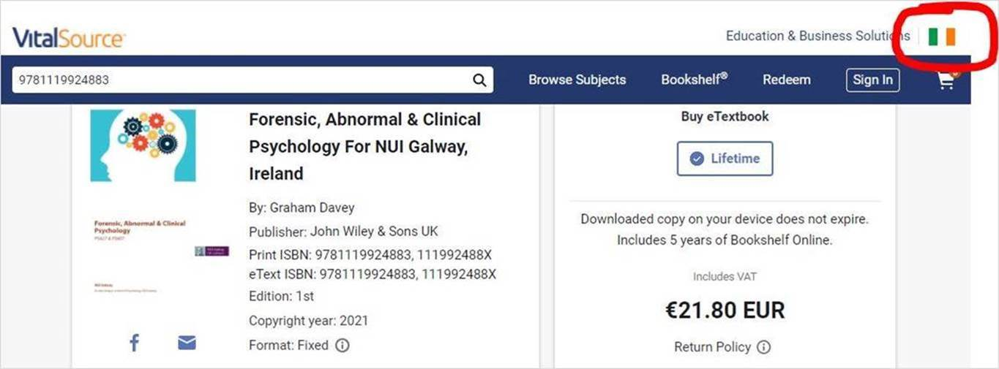 VitalSource
Education & Business Solutions
9781119924883
Browse Subjects
Bookshelf®
Redeem
Sign In
Forensic, Abnormal & Clinical
Psychology For NUI Galway,
Ireland
By: Graham Davey
Publisher: John Wiley & Sons UK
Print ISBN: 9781119924883, 111992488X
eText ISBN: 9781119924883, 111992488X
Edition: 1st
Copyright year: 2021
Format: Fixed
Forensic, Abnormal & Clinical
Psychology
Buy eTextbook
Lifetime
Downloaded copy on your device does not expire.
Includes 5 years of Bookshelf Online.
Includes VAT
€21.80 EUR
Return Policy